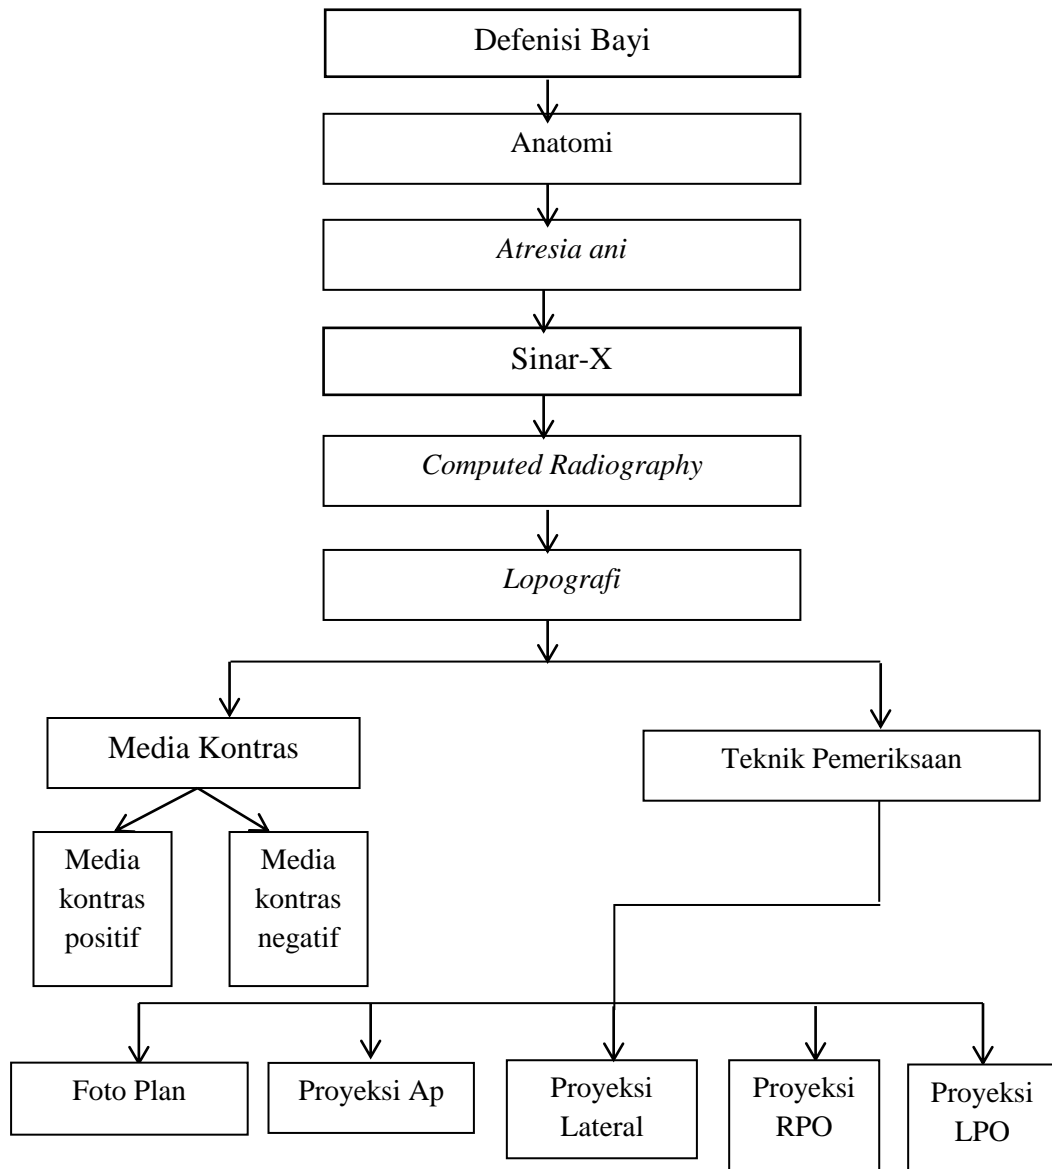 Defenisi Bayi
Anatomi
Atresia ani
Sinar-X
Computed Radiography
Lopografi
Media Kontras
Teknik Pemeriksaan
Media
kontras
positif
Media
kontras
negatif
Foto Plan
Proyeksi Ap
Proyeksi
Lateral
Proyeksi
RPO
Proyeksi
LPO